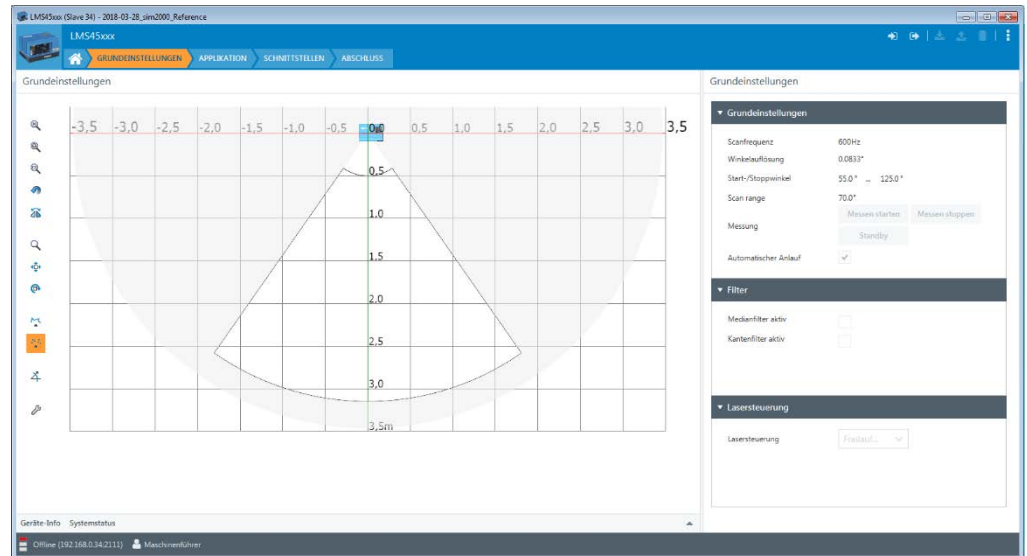 LMS45xxx (Slave 34) - 2018-03-28_sim2000_Reference
LMS45xxx
GRUNDEINSTELLUNGEN APPLIKATION SCHNITTSTELLEN ABSCHLUSS
Grundeinstellungen
-3,5 -3,0 -2,5 -2,0 -1,5 -1,0 -0,5 0,0 0,5 1,0 1,5 2,0 2,5 3,0 3,5
0,5
1,0
1,5
2,0
2,5
3,0
3,5m
Grundeinstellungen
Grundeinstellungen
Scanfrequenz 600Hz
Winkelauflösung 0.0833°
Start-/Stoppwinkel 55.0° ... 125.0°
Scan range 70.0°
Messung Messen starten Messen stoppen
Standby
Automatischer Anlauf
Filter
Medianfilter aktiv
Kantenfilter aktiv
Lasersteuerung
Lasersteuerung Freilauf...
Geräte-Info Systemstatus
Offline (192.168.0.34:2111) Maschinenführer